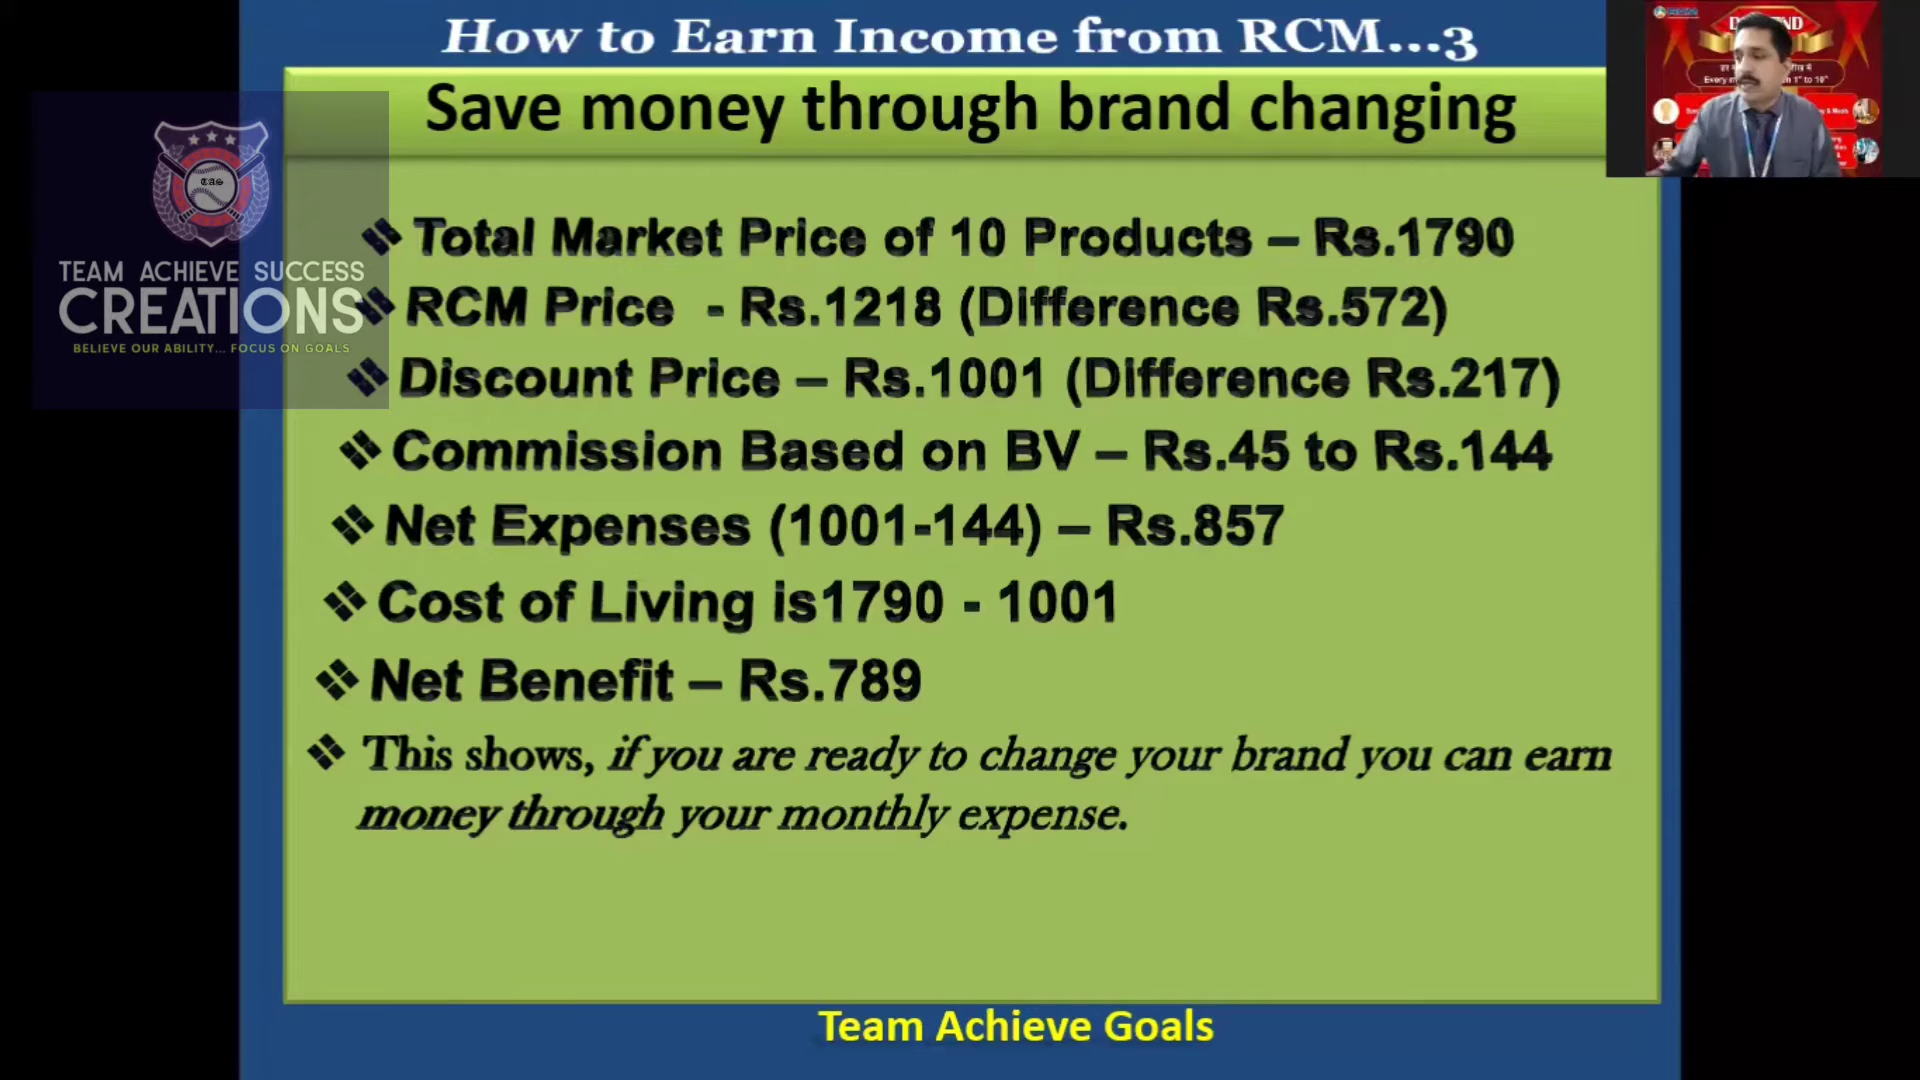 How to Earn Income from RCM...3
Save money through brand changing
TAS
TEAM ACHIEVE SUCCESS
CREATIONS
BELIEVE OUR ABILITY... FOCUS ON GOALS
❖ Total Market Price of 10 Products – Rs.1790
❖ RCM Price - Rs.1218 (Difference Rs.572)
❖ Discount Price – Rs.1001 (Difference Rs.217)
❖ Commission Based on BV – Rs.45 to Rs.144
❖ Net Expenses (1001-144) – Rs.857
❖ Cost of Living is1790 - 1001
❖ Net Benefit – Rs.789
❖ This shows, if you are ready to change your brand you can earn
money through your monthly expense.
Team Achieve Goals